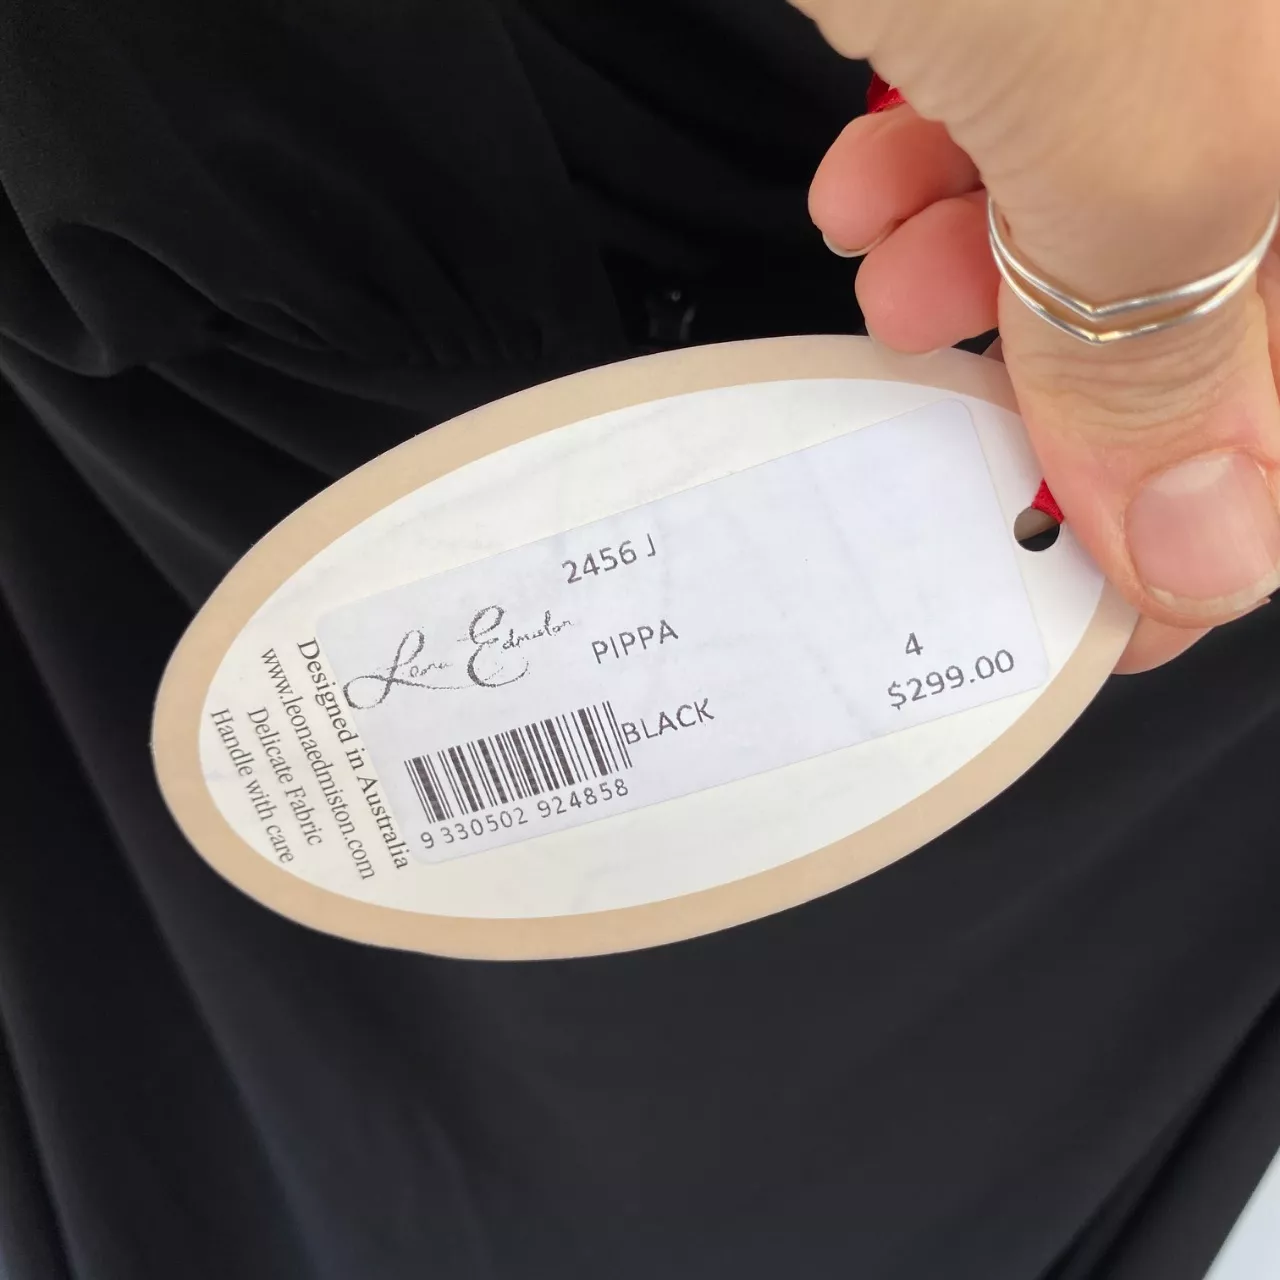 2456 J
Leona Edmiston
PIPPA
4
BLACK
$299.00
9 330502 924858
Designed in Australia
www.leonaedmiston.com
Delicate Fabric
Handle with care